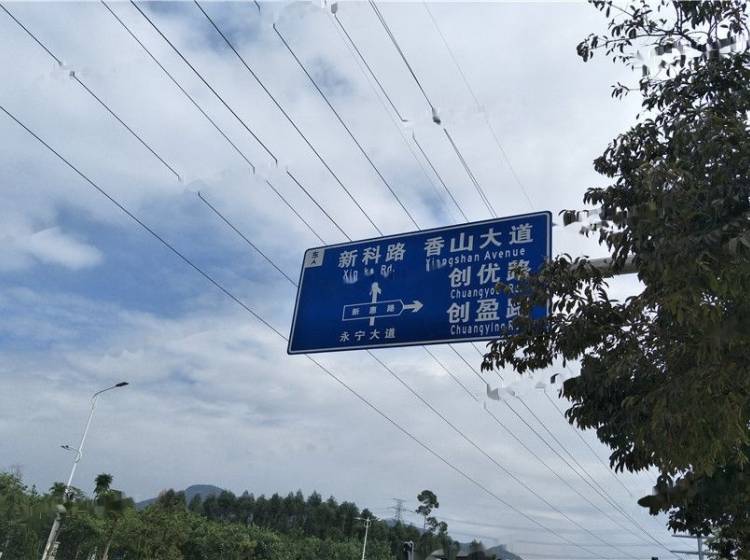 东
新科路 香山大道
Xin ke Rd. Xiangshan Avenue
创优路
Chuangyou
创盈路
Chuangying
新惠路
永宁大道